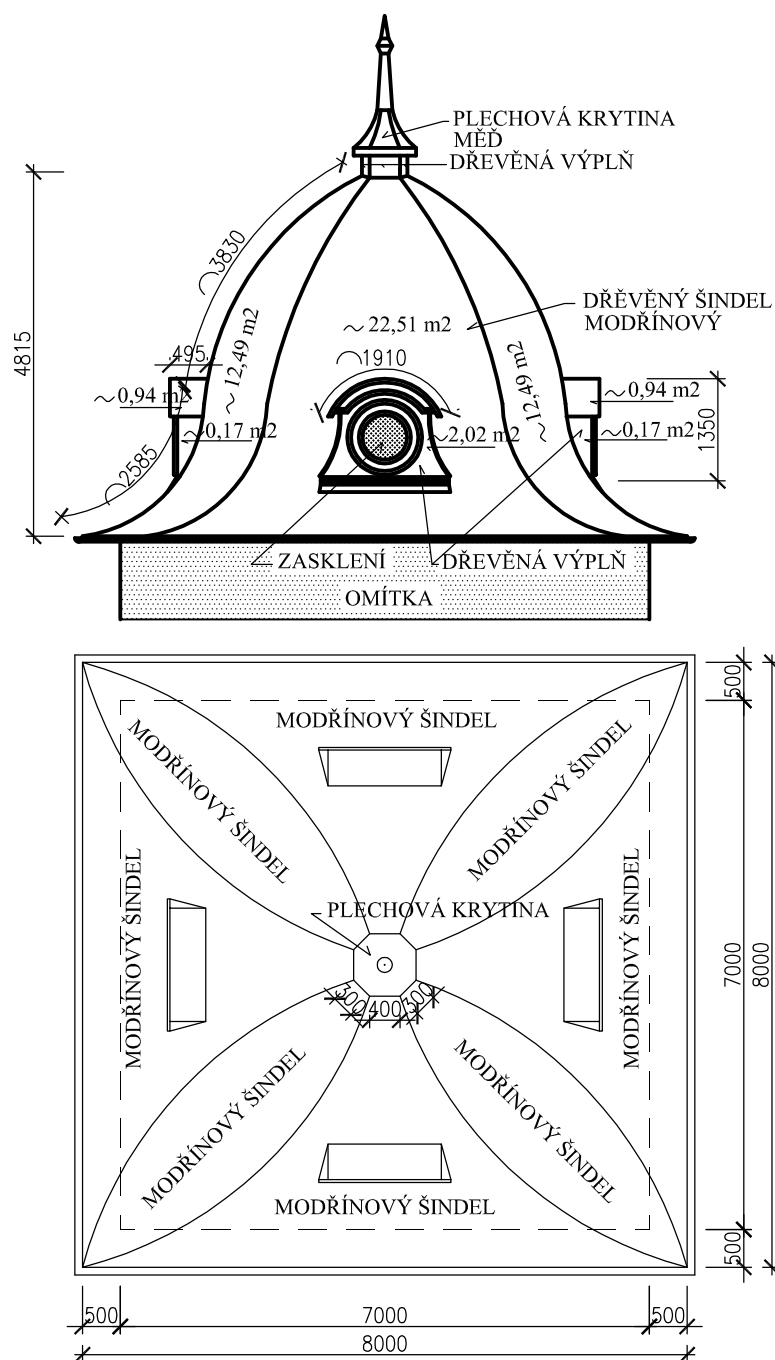 PLECHOVÁ KRYTINA
MĚĎ
DŘEVĚNÁ VÝPLŇ
3830
4815
DŘĚVĚNÝ ŠINDEL
MODŘÍNOVÝ
~ 22,51 m2
1910
~ 12,49 m2
~ 12,49 m2
495
~0,94 m2
~0,94 m2
~0,17 m2
~2,02 m2
~0,17 m2
1350
2585
ZASKLENÍ
DŘEVĚNÁ VÝPLŇ
OMÍTKA
MODŘÍNOVÝ ŠINDEL
MODŘÍNOVÝ ŠINDEL
MODŘÍNOVÝ ŠINDEL
500
MODŘÍNOVÝ ŠINDEL
MODŘÍNOVÝ ŠINDEL
PLECHOVÁ KRYTINA
300
400
300
7000
8000
MODŘÍNOVÝ ŠINDEL
MODŘÍNOVÝ ŠINDEL
MODŘÍNOVÝ ŠINDEL
500
500
7000
500
8000